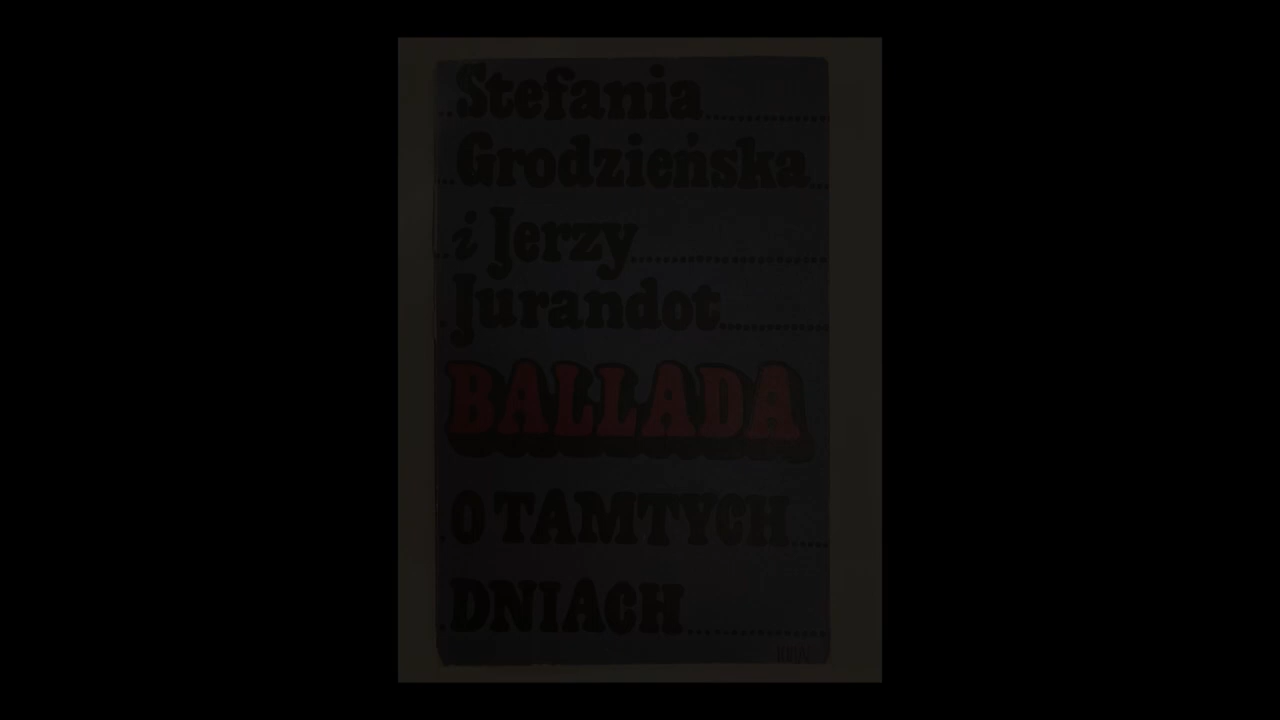 Stefania
Grodzieńska
i Jerzy
Jurandot
BALLADA
O TAMTYCH
DNIACH